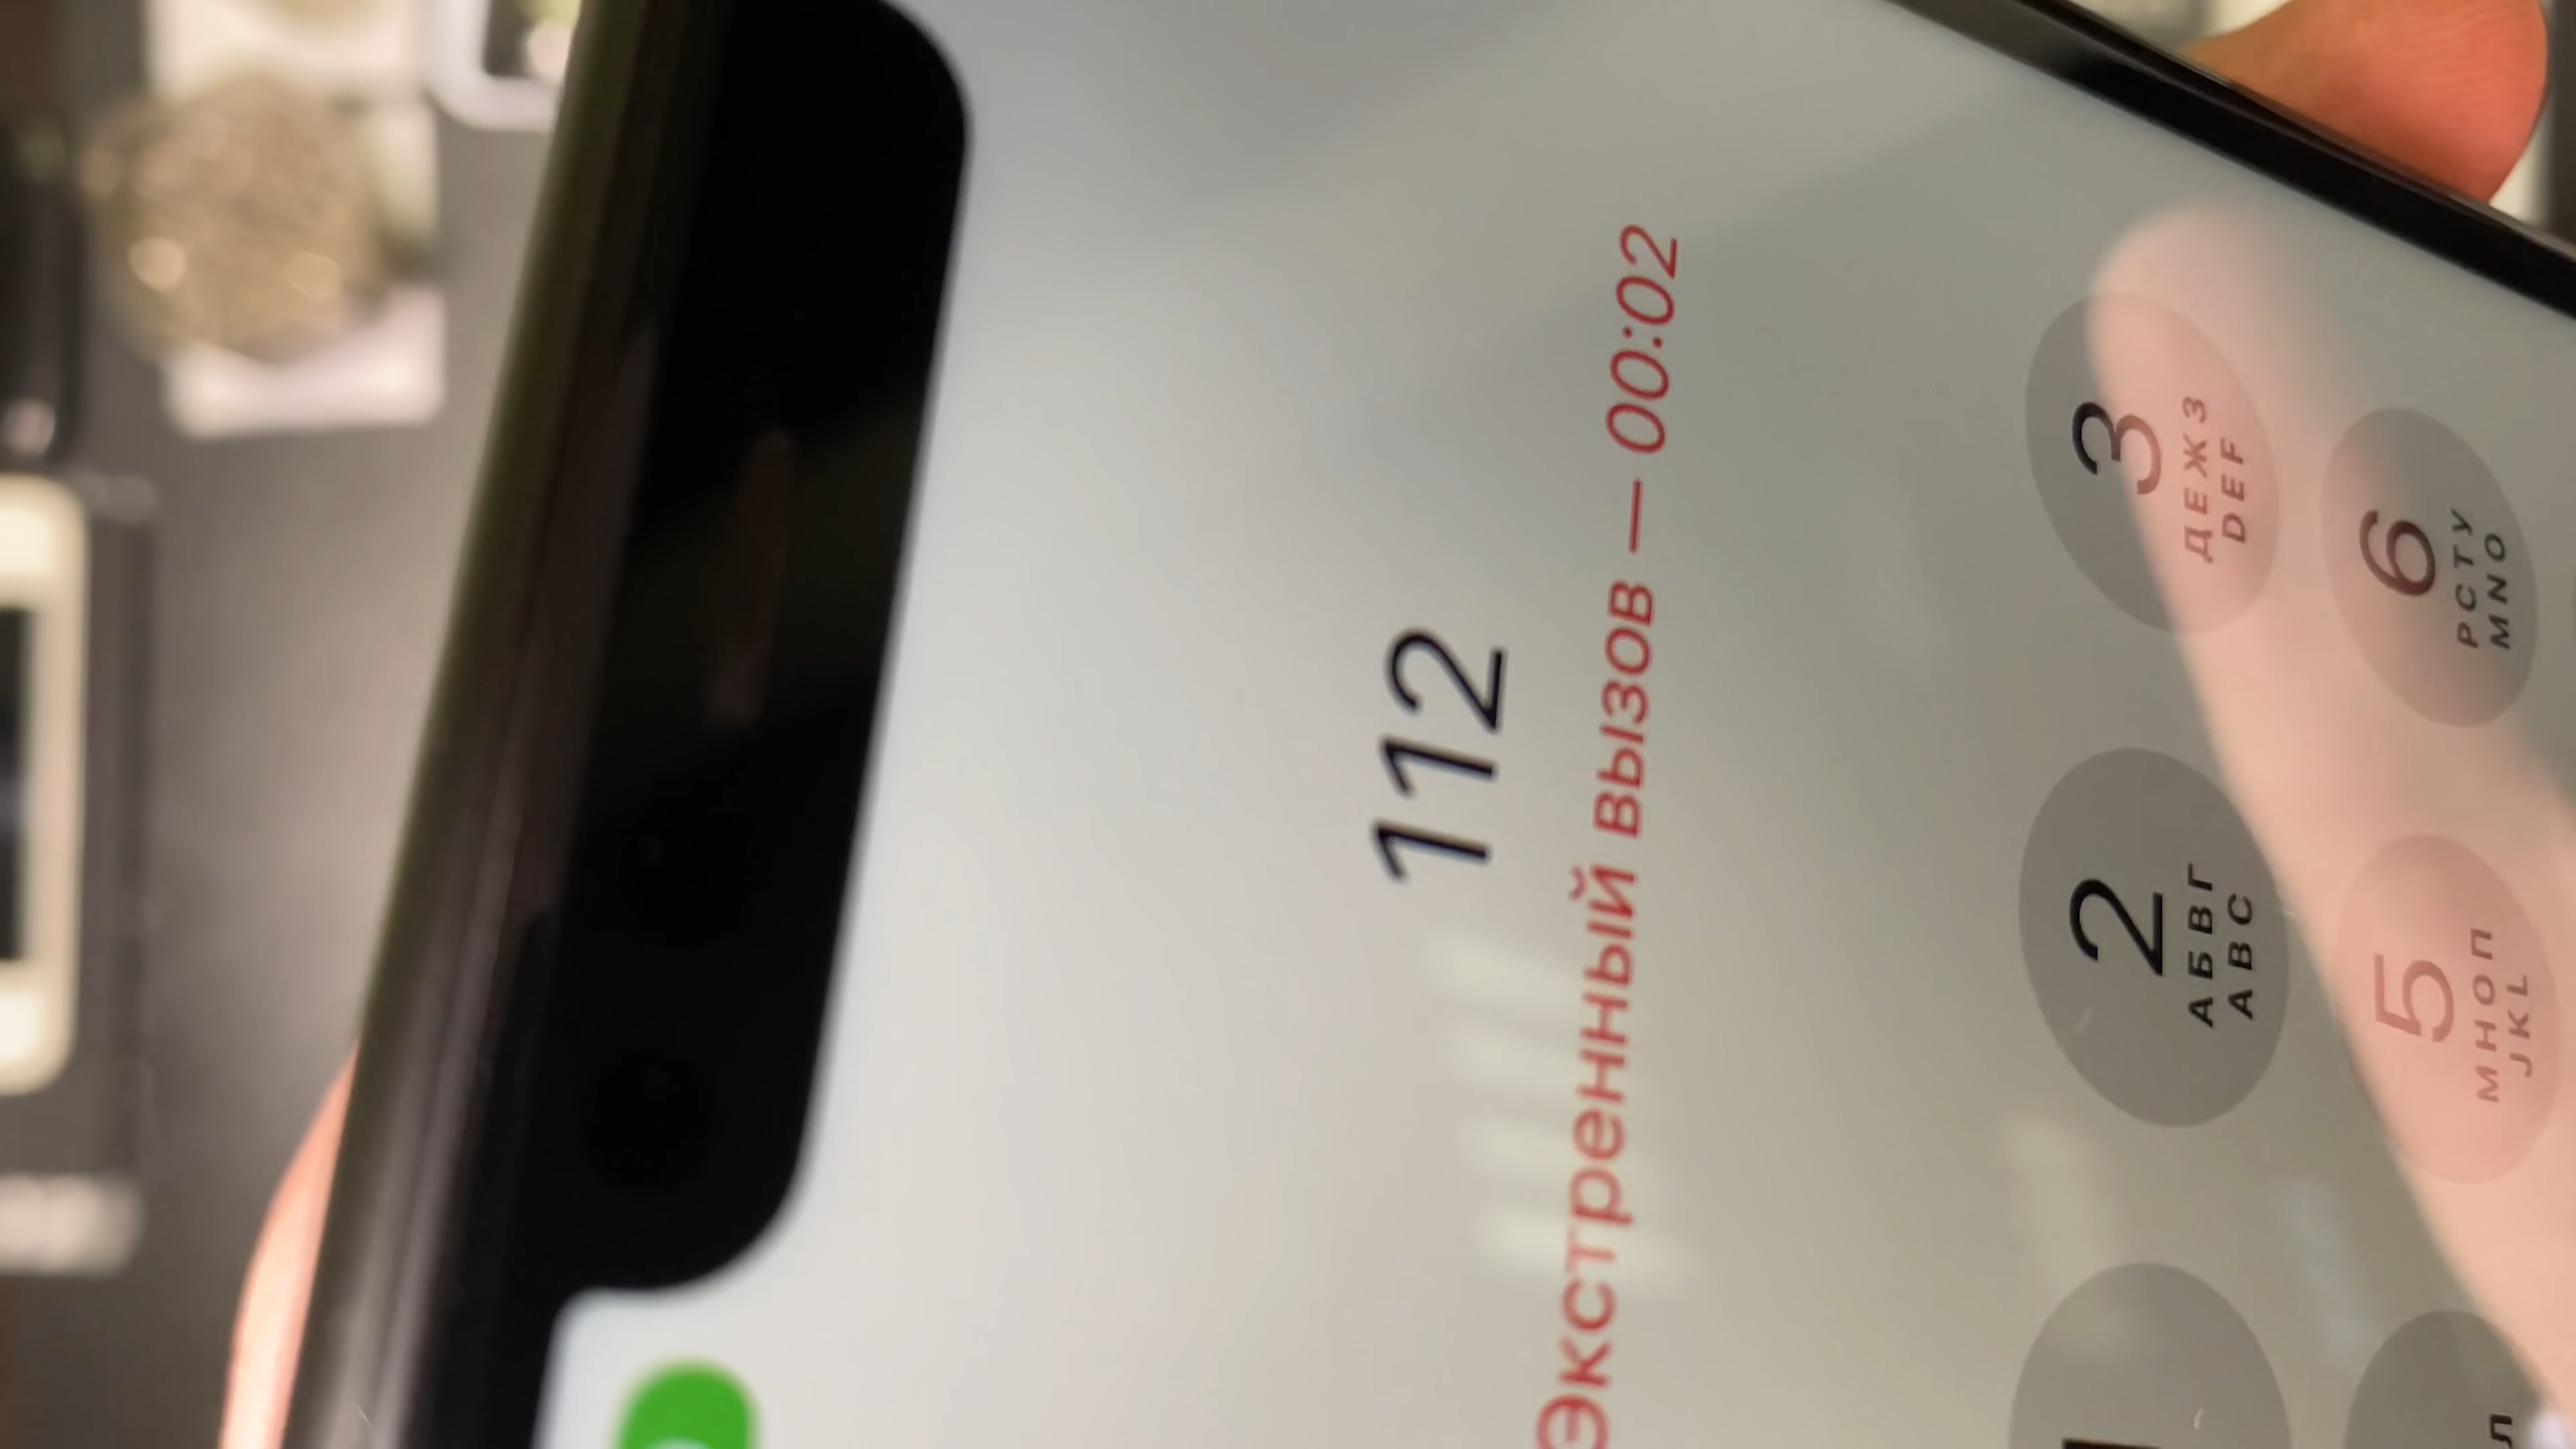 112
Экстренный вызов — 00:02
2
АБВГ
ABC
3
ДЕЖЗ
DEF
5
МНОП
JKL
6
РСТУ
MNO